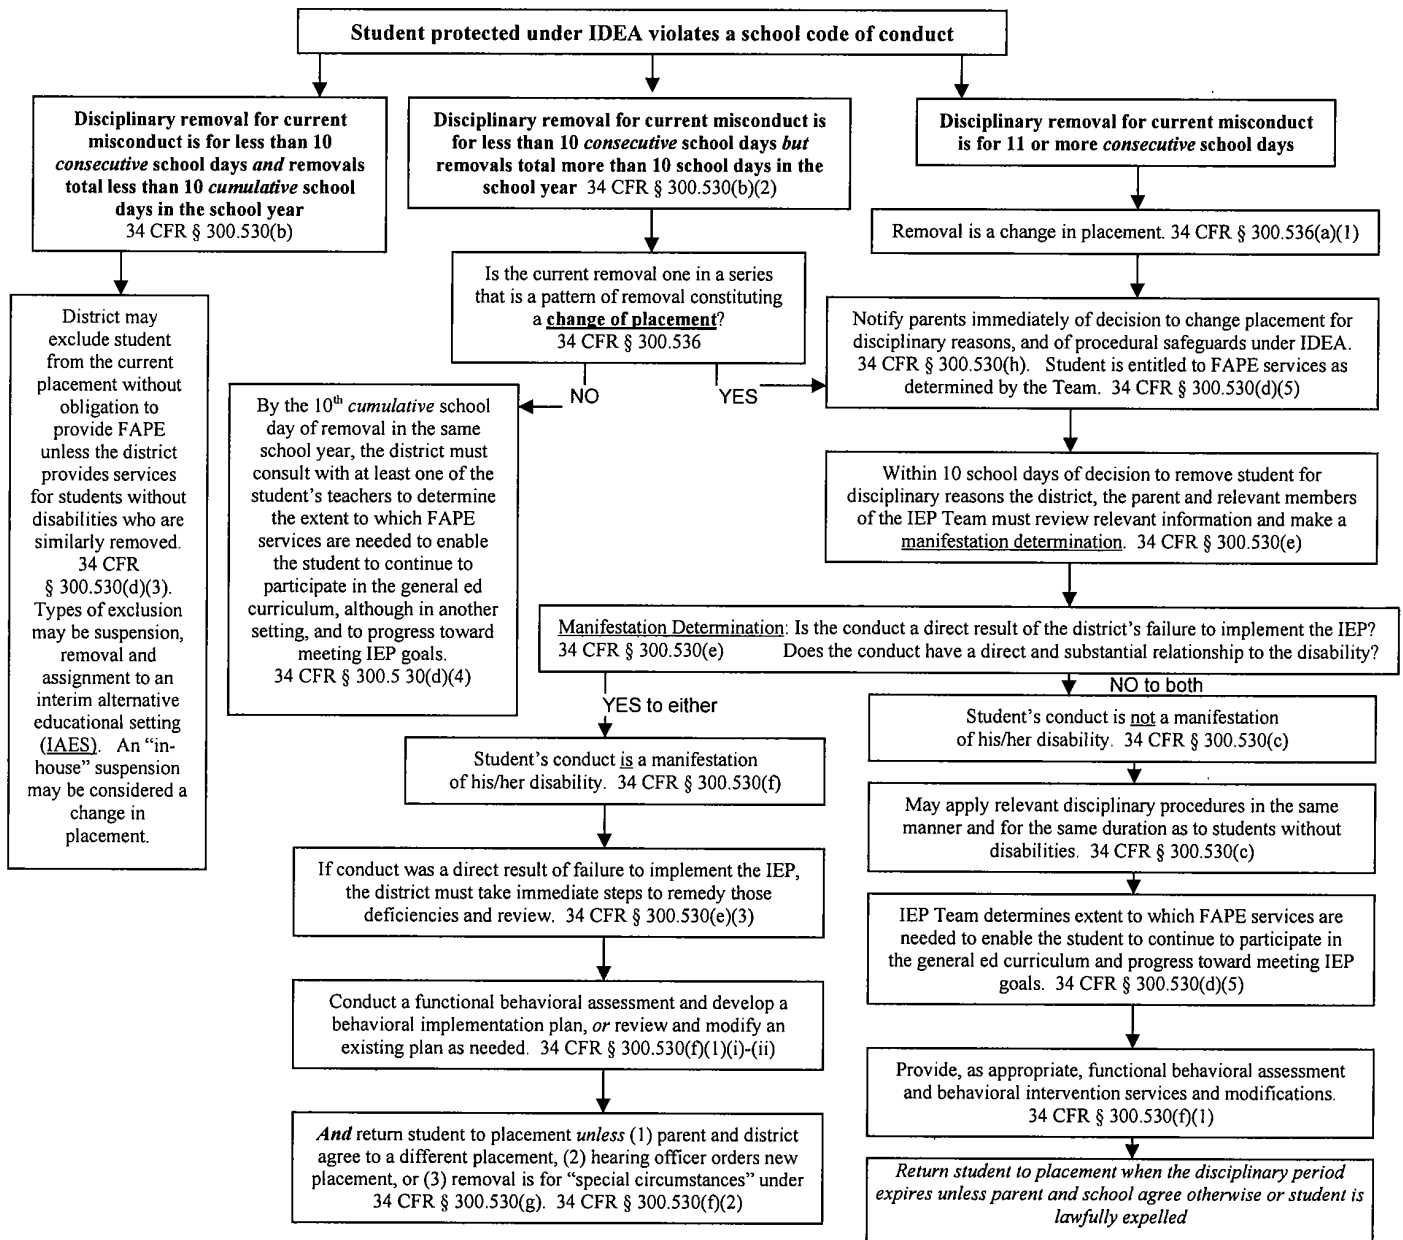 Student protected under IDEA violates a school code of conduct
Disciplinary removal for current
misconduct is for less than 10
consecutive school days and removals
total less than 10 cumulative school
days in the school year
34 CFR § 300.530(b)
Disciplinary removal for current misconduct is
for less than 10 consecutive school days but
removals total more than 10 school days in the
school year 34 CFR § 300.530(b)(2)
Disciplinary removal for current misconduct
is for 11 or more consecutive school days
Removal is a change in placement. 34 CFR § 300.536(a)(1)
Is the current removal one in a series
that is a pattern of removal constituting
a change of placement?
34 CFR § 300.536
NO
YES
Notify parents immediately of decision to change placement for
disciplinary reasons, and of procedural safeguards under IDEA.
34 CFR § 300.530(h). Student is entitled to FAPE services as
determined by the Team. 34 CFR § 300.530(d)(5)
District may
exclude student
from the current
placement without
obligation to
provide FAPE
unless the district
provides services
for students without
disabilities who are
similarly removed.
34 CFR
§ 300.530(d)(3).
Types of exclusion
may be suspension,
removal and
assignment to an
interim alternative
educational setting
(IAES). An “in-
house” suspension
may be considered a
change in
placement.
By the 10th cumulative school
day of removal in the same
school year, the district must
consult with at least one of the
student’s teachers to determine
the extent to which FAPE
services are needed to enable
the student to continue to
participate in the general ed
curriculum, although in another
setting, and to progress toward
meeting IEP goals.
34 CFR § 300.5 30(d)(4)
Within 10 school days of decision to remove student for
disciplinary reasons the district, the parent and relevant members
of the IEP Team must review relevant information and make a
manifestation determination. 34 CFR § 300.530(e)
Manifestation Determination: Is the conduct a direct result of the district’s failure to implement the IEP?
34 CFR § 300.530(e) Does the conduct have a direct and substantial relationship to the disability?
YES to either
NO to both
Student’s conduct is a manifestation
of his/her disability. 34 CFR § 300.530(f)
If conduct was a direct result of failure to implement the IEP,
the district must take immediate steps to remedy those
deficiencies and review. 34 CFR § 300.530(e)(3)
Conduct a functional behavioral assessment and develop a
behavioral implementation plan, or review and modify an
existing plan as needed. 34 CFR § 300.530(f)(1)(i)-(ii)
And return student to placement unless (1) parent and district
agree to a different placement, (2) hearing officer orders new
placement, or (3) removal is for “special circumstances” under
34 CFR § 300.530(g). 34 CFR § 300.530(f)(2)
Student’s conduct is not a manifestation
of his/her disability. 34 CFR § 300.530(c)
May apply relevant disciplinary procedures in the same
manner and for the same duration as to students without
disabilities. 34 CFR § 300.530(c)
IEP Team determines extent to which FAPE services are
needed to enable the student to continue to participate in
the general ed curriculum and progress toward meeting IEP
goals. 34 CFR § 300.530(d)(5)
Provide, as appropriate, functional behavioral assessment
and behavioral intervention services and modifications.
34 CFR § 300.530(f)(1)
Return student to placement when the disciplinary period
expires unless parent and school agree otherwise or student is
lawfully expelled